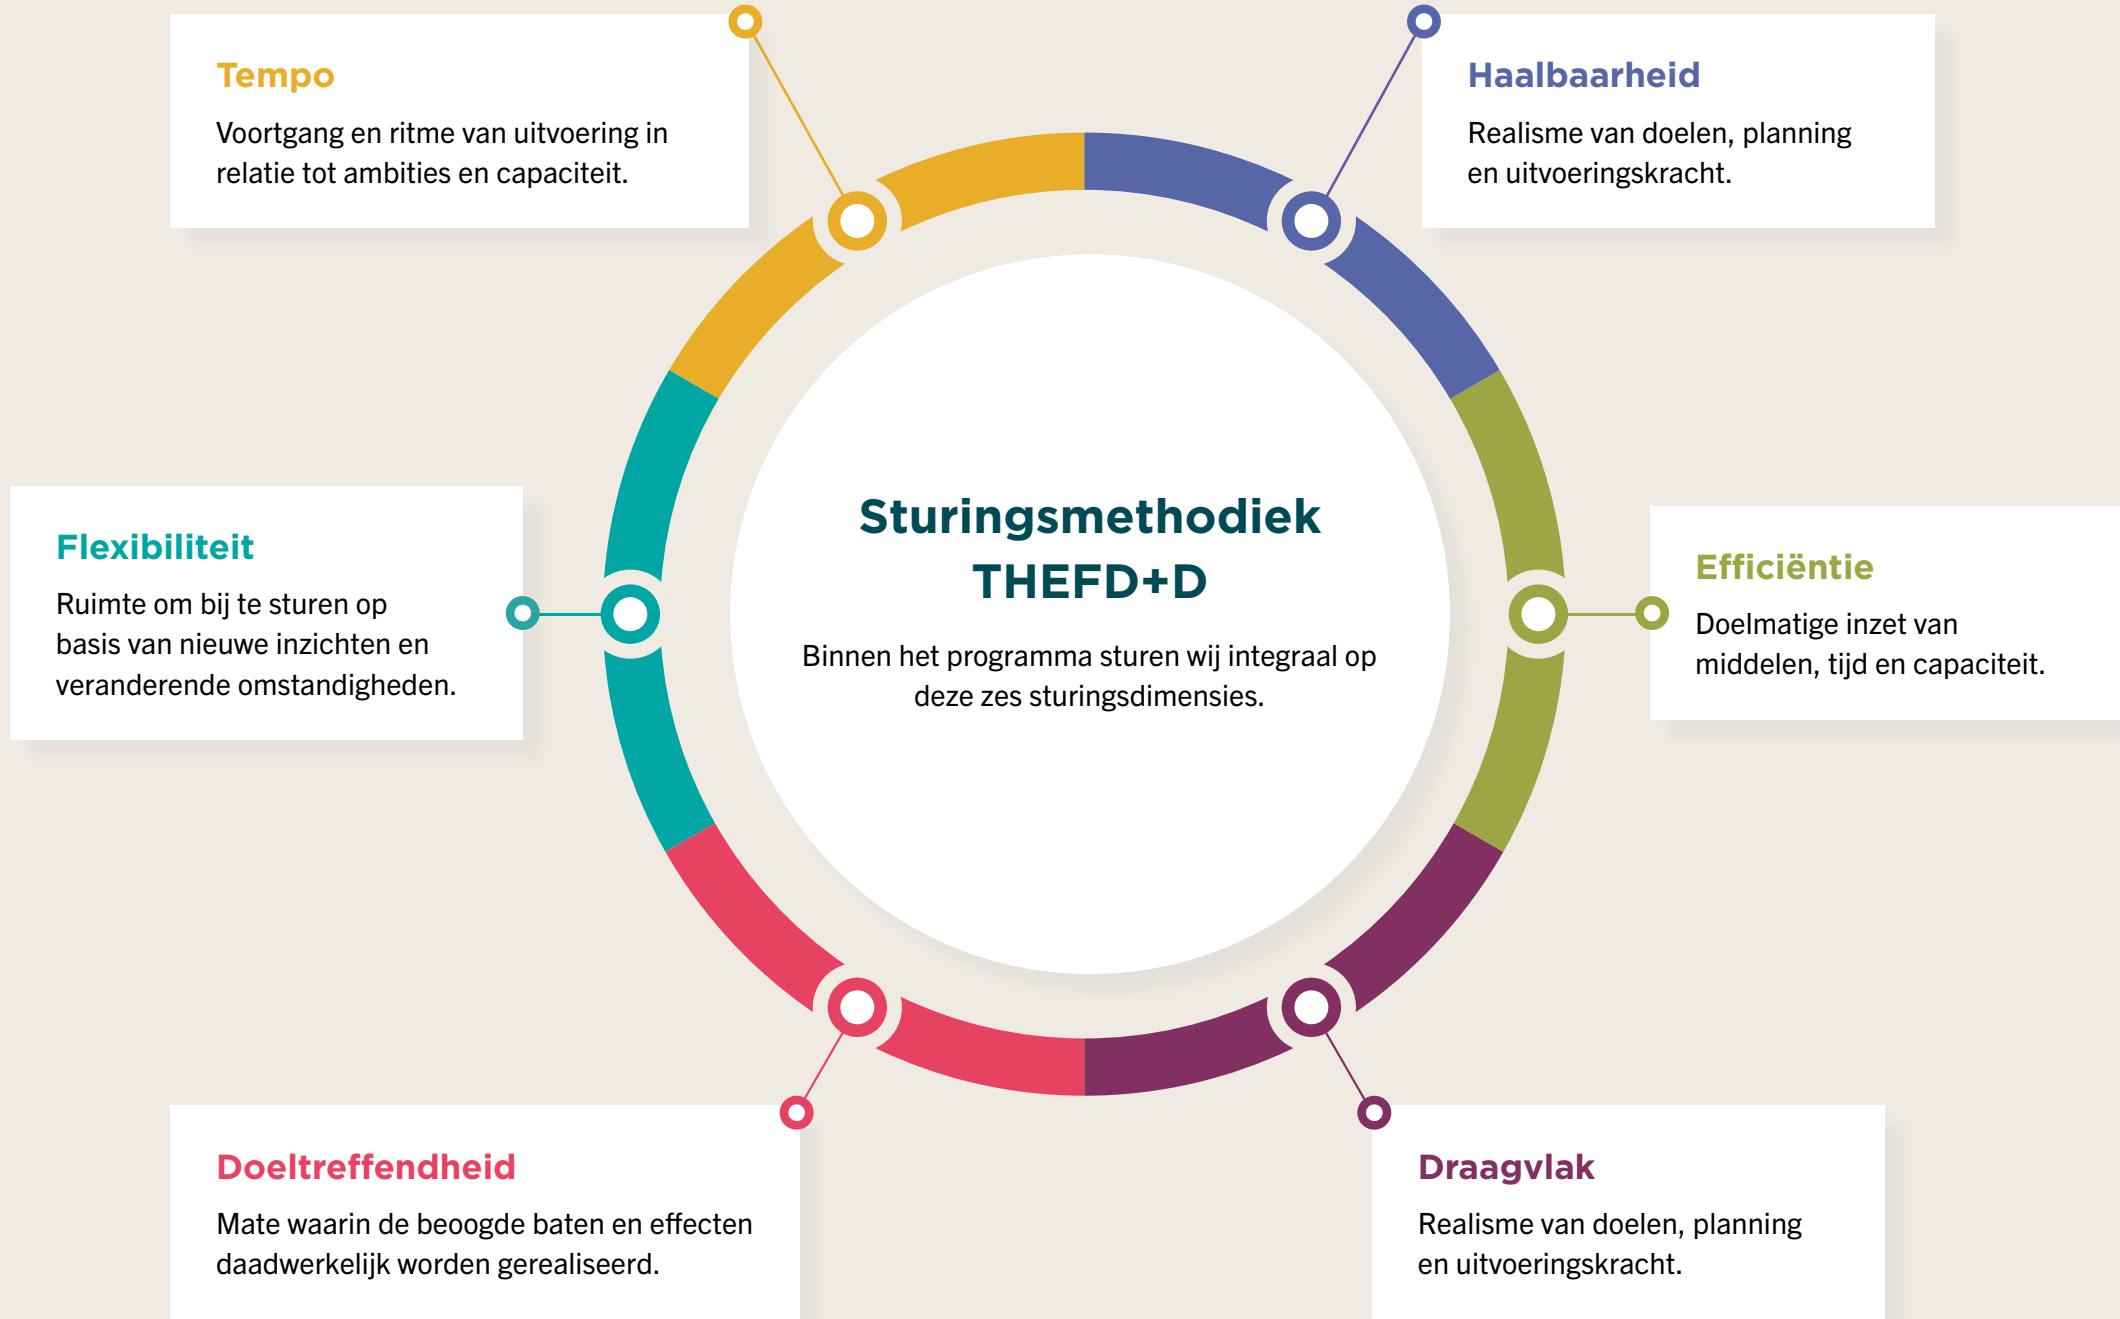 Tempo
Voortgang en ritme van uitvoering in
relatie tot ambities en capaciteit.
Haalbaarheid
Realisme van doelen, planning
en uitvoeringskracht.
Flexibiliteit
Ruimte om bij te sturen op
basis van nieuwe inzichten en
veranderende omstandigheden.
Sturingsmethodiek
THEFD+D
Binnen het programma sturen wij integraal op
deze zes sturingsdimensies.
Efficiëntie
Doelmatige inzet van
middelen, tijd en capaciteit.
Doeltreffendheid
Mate waarin de beoogde baten en effecten
daadwerkelijk worden gerealiseerd.
Draagvlak
Realisme van doelen, planning
en uitvoeringskracht.